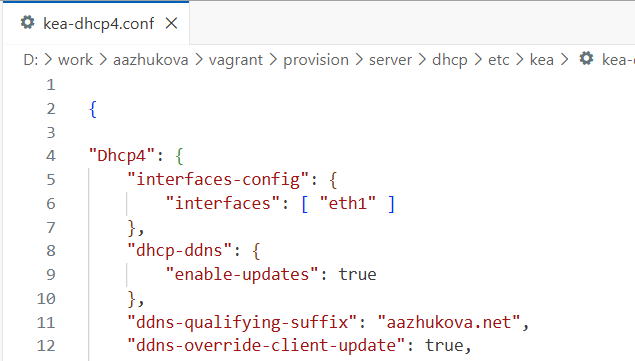 kea-dhcp4.conf
D: > work > aazhukova > vagrant > provision > server > dhcp > etc > kea >
1
2 {
3
4 "Dhcp4": {
5     "interfaces-config": {
6         "interfaces": [ "eth1" ]
7     },
8     "dhcp-ddns": {
9         "enable-updates": true
10     },
11     "ddns-qualifying-suffix": "aazhukova.net",
12     "ddns-override-client-update": true,